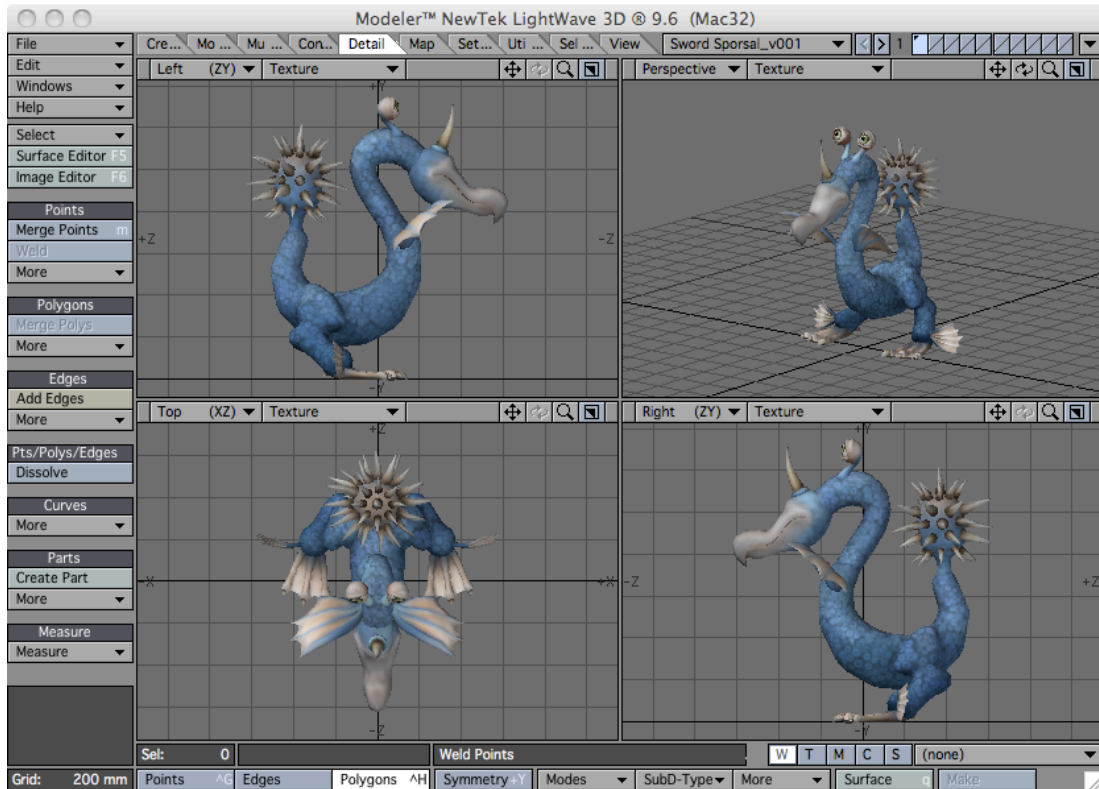 Modeler™ NewTek LightWave 3D ® 9.6 (Mac32)
File
Edit
Windows
Help
Select
Surface Editor F5
Image Editor F6
Points
Merge Points m
Weld
More
Polygons
Merge Polys
More
Edges
Add Edges
More
Pts/Polys/Edges
Dissolve
Curves
More
Parts
Create Part
More
Measure
Measure
Cre... Mo ... Mu ... Con... Detail Map Set... Uti ... Sel ... View Sword Sporsal_v001 1
Left (ZY) Texture
+Y
+Z
-Z
-Y
Perspective Texture
Top (XZ) Texture
+Z
-X
+X
-Z
Right (ZY) Texture
+Y
-Z
+Z
-Y
Sel: 0 Weld Points W T M C S (none)
Grid: 200 mm Points ^G Edges Polygons ^H Symmetry +Y Modes SubD-Type More Surface q Make